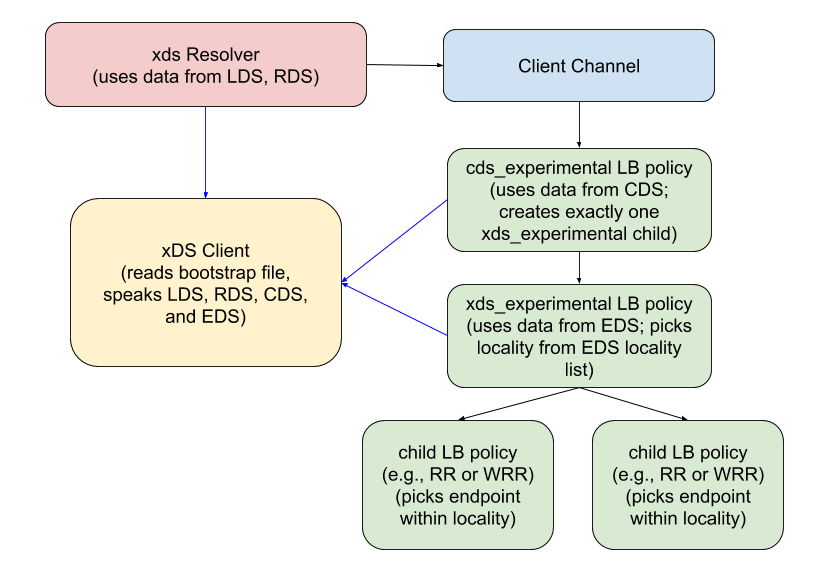 xds Resolver
(uses data from LDS, RDS)
Client Channel
cds_experimental LB policy
(uses data from CDS;
creates exactly one
xds_experimental child)
xDS Client
(reads bootstrap file,
speaks LDS, RDS, CDS,
and EDS)
xds_experimental LB policy
(uses data from EDS; picks
locality from EDS locality
list)
child LB policy
(e.g., RR or WRR)
(picks endpoint
within locality)
child LB policy
(e.g., RR or WRR)
(picks endpoint
within locality)